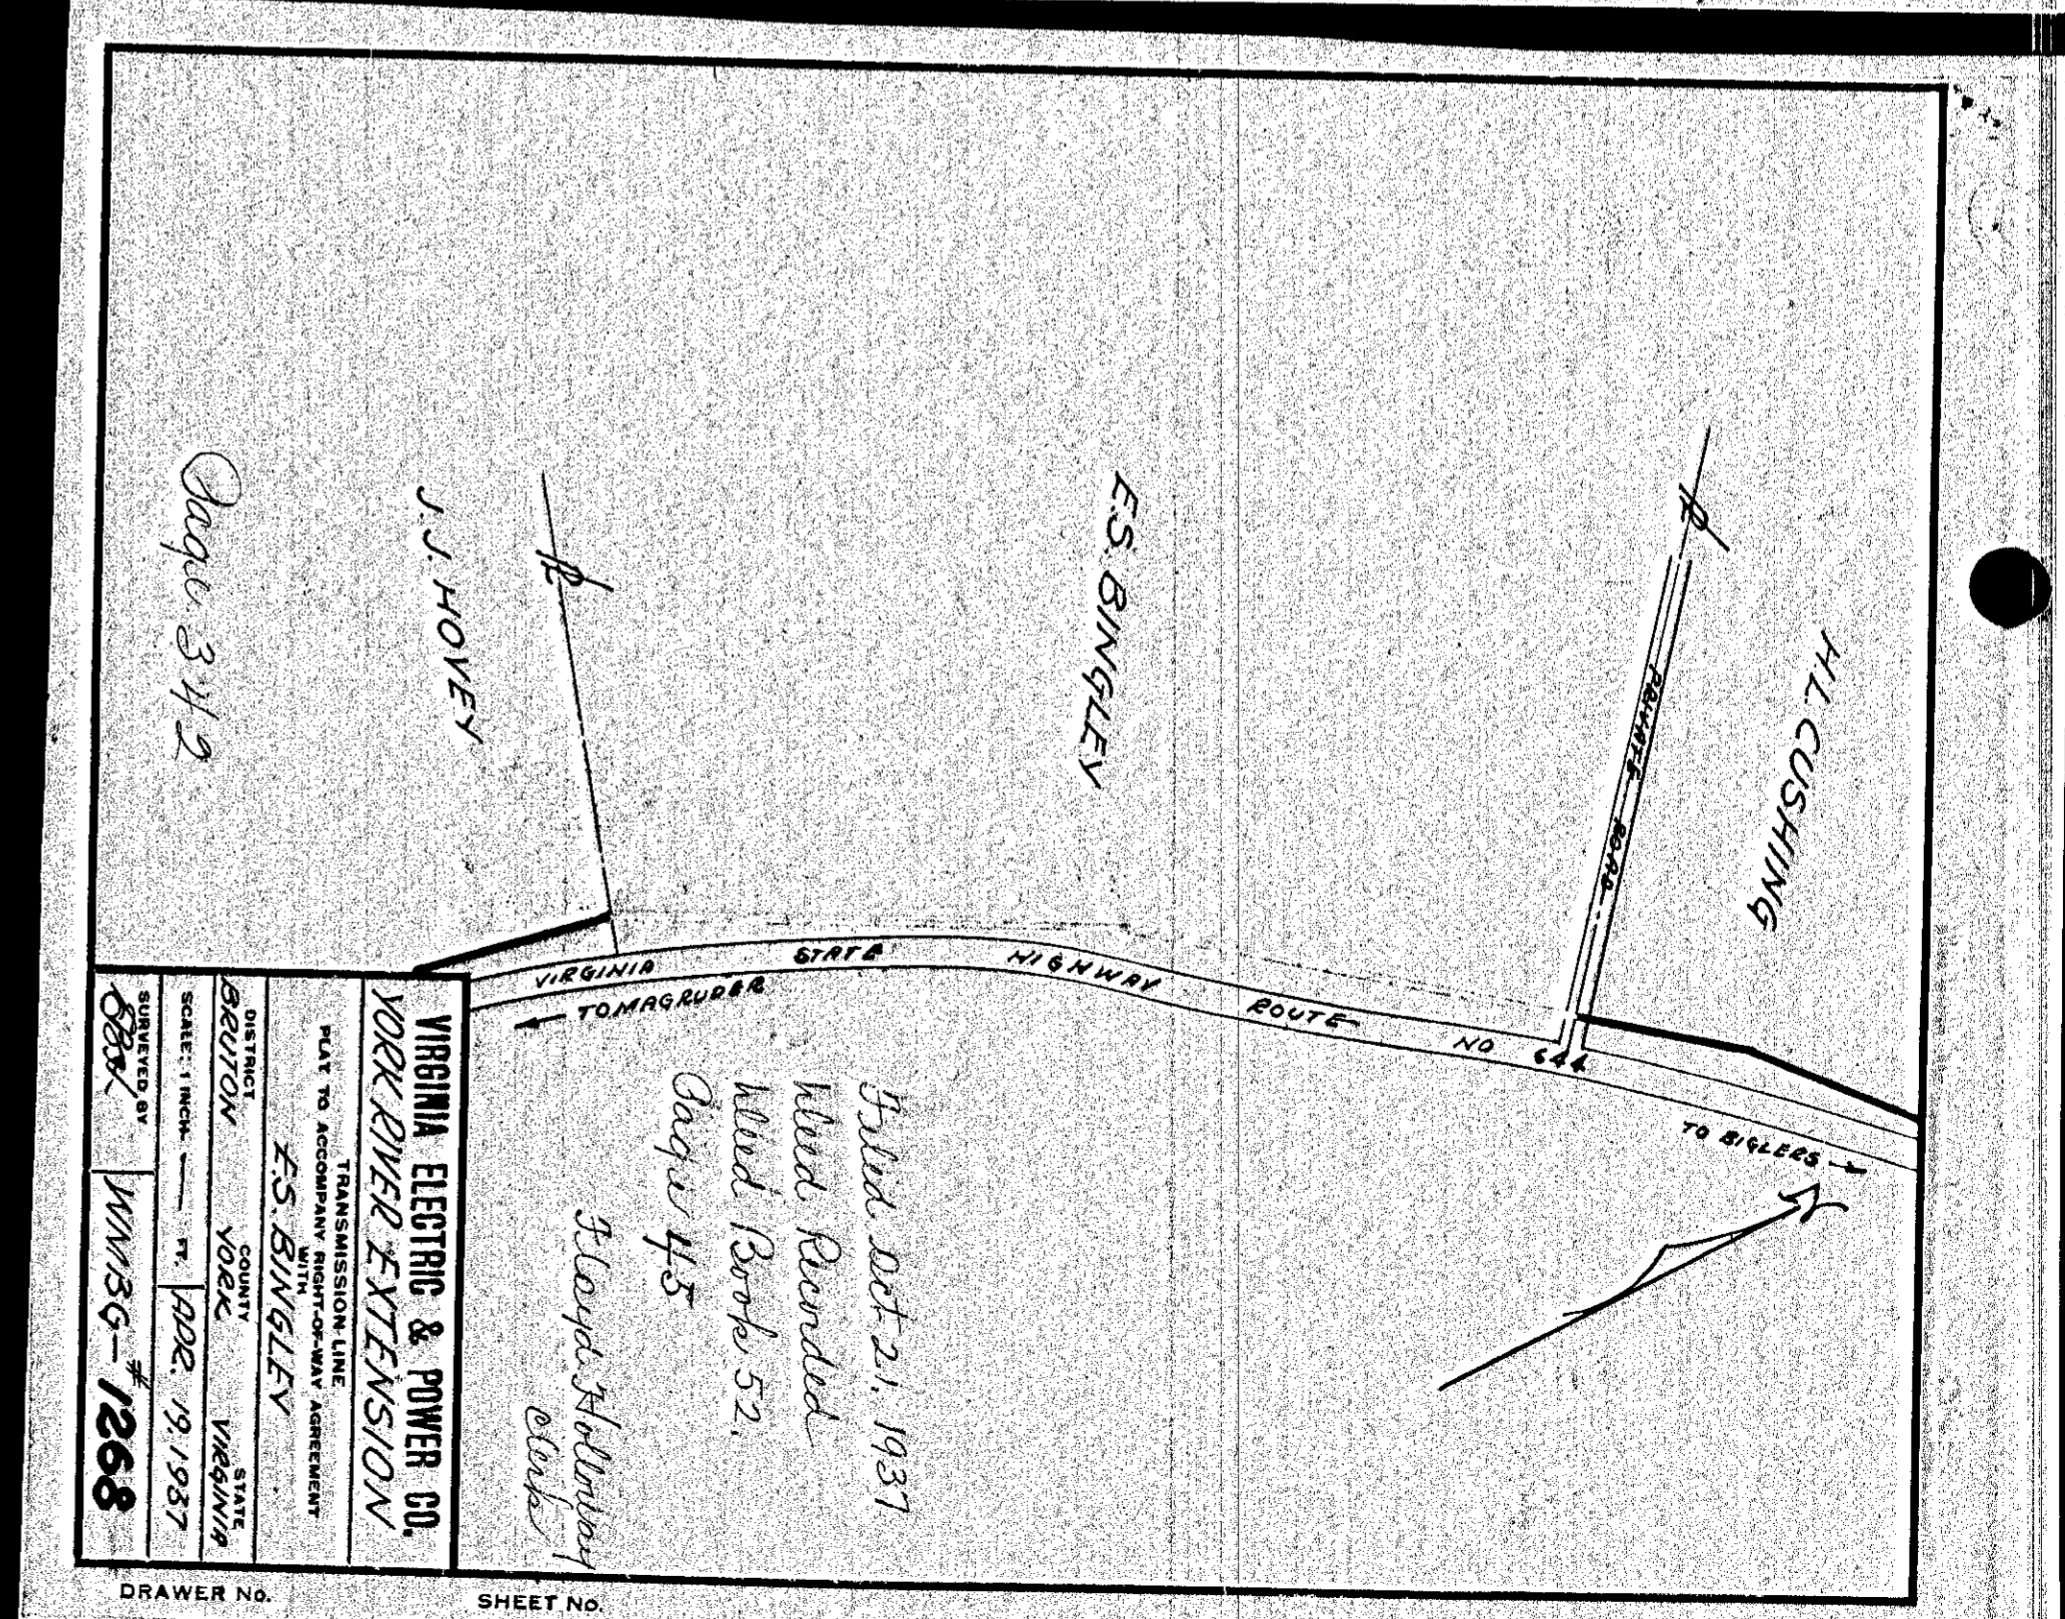 H.L. CUSHING
PRIVATE ROAD
E.S. BINGLEY
J.J. HOVEY
Page 342
VIRGINIA STATE HIGHWAY ROUTE NO 644
TO BIGLERS
TO MAGRUDER
Filed Oct 21, 1937
Deed Recorded
Deed Book 52,
Page 45
Floyd Holloway
Clerk
VIRGINIA ELECTRIC & POWER CO.
YORK RIVER EXTENSION
TRANSMISSION LINE
PLAT TO ACCOMPANY RIGHT-OF-WAY AGREEMENT
WITH
E.S. BINGLEY
DISTRICT COUNTY STATE
BRUTON YORK VIRGINIA
SCALE: 1 INCH — FT. APR. 19, 1937
SURVEYED BY
WMBG-#1268
DRAWER No.
SHEET No.